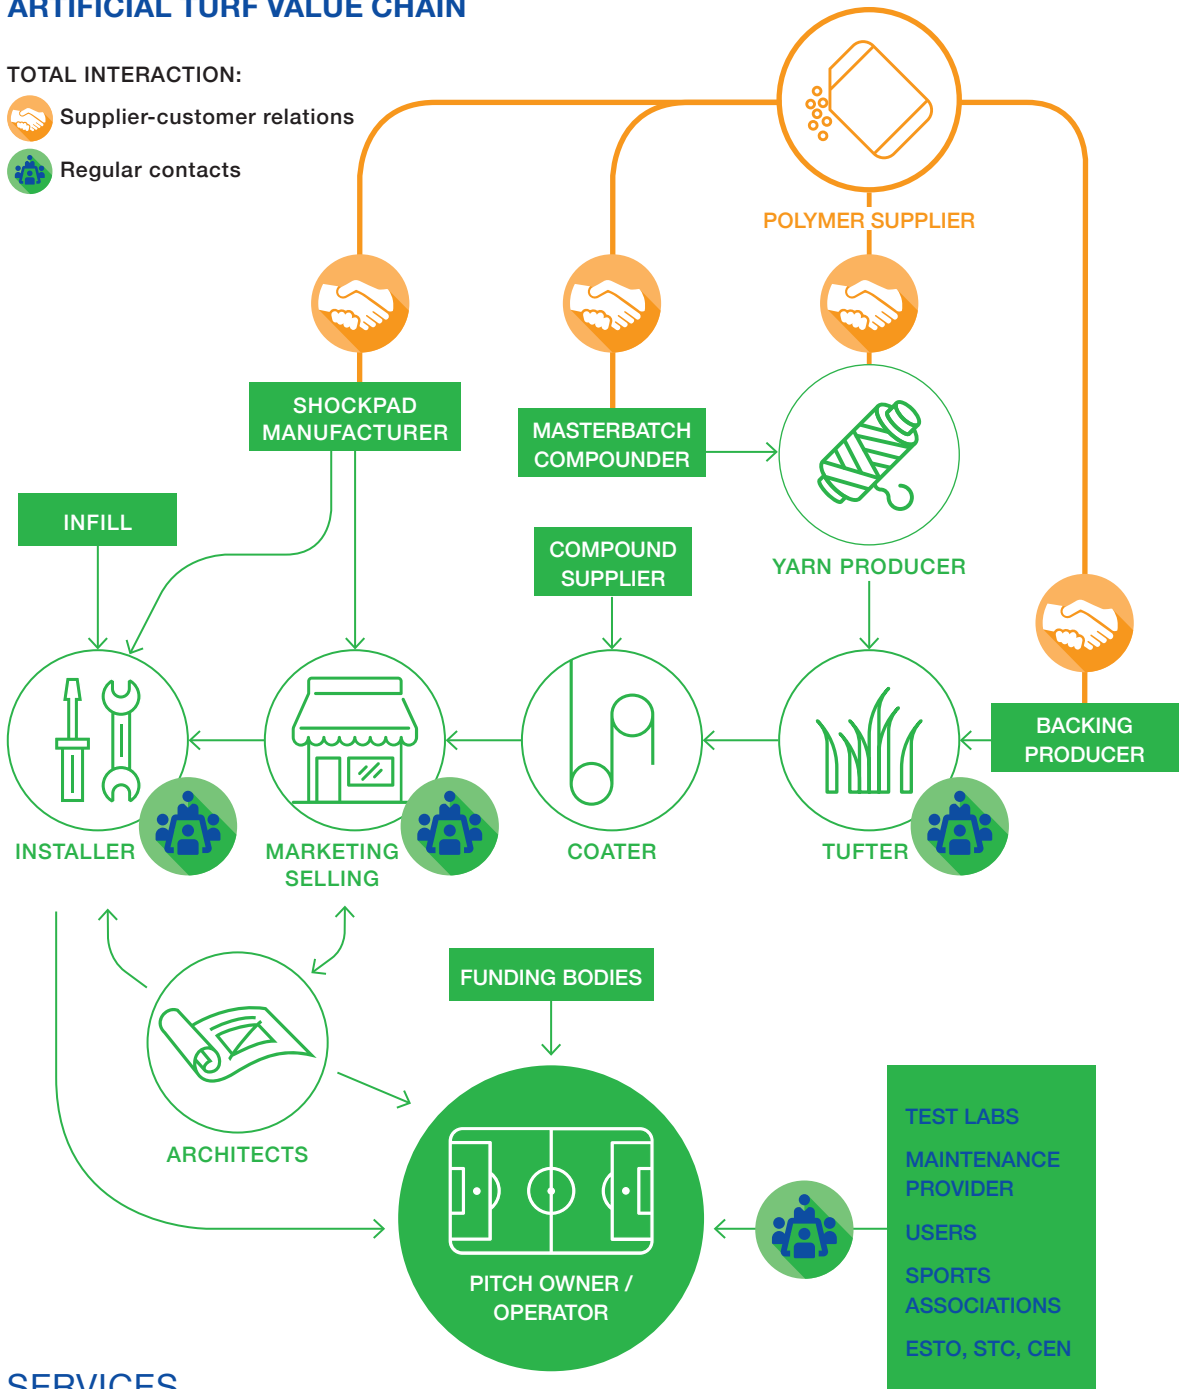 ARTIFICIAL TURF VALUE CHAIN
TOTAL INTERACTION:
Supplier-customer relations
Regular contacts
POLYMER SUPPLIER
SHOCKPAD
MANUFACTURER
MASTERBATCH
COMPOUNDER
INFILL
COMPOUND
SUPPLIER
YARN PRODUCER
BACKING
PRODUCER
INSTALLER
MARKETING
SELLING
COATER
TUFTER
FUNDING BODIES
ARCHITECTS
PITCH OWNER /
OPERATOR
TEST LABS
MAINTENANCE
PROVIDER
USERS
SPORTS
ASSOCIATIONS
ESTO, STC, CEN
SERVICES